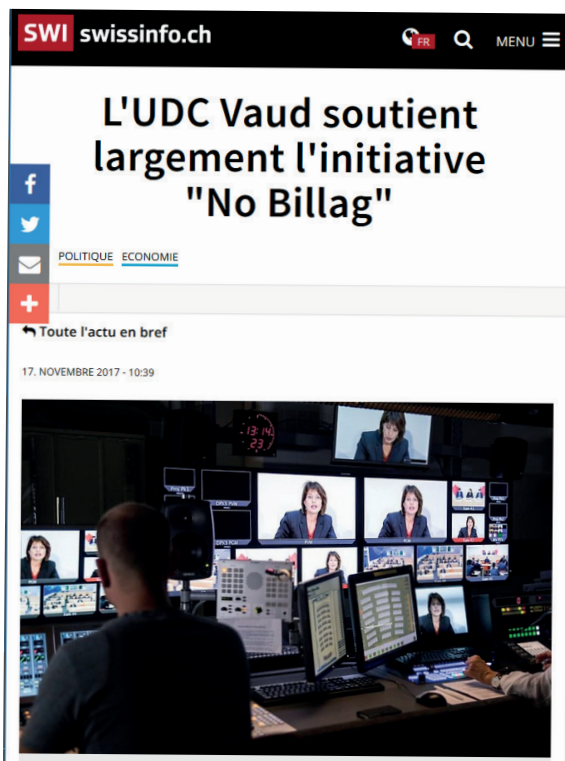 SWI swissinfo.ch
FR
MENU
L'UDC Vaud soutient
largement l'initiative
"No Billag"
POLITIQUE ECONOMIE
Toute l'actu en bref
17. NOVEMBRE 2017 - 10:39
13:14
23